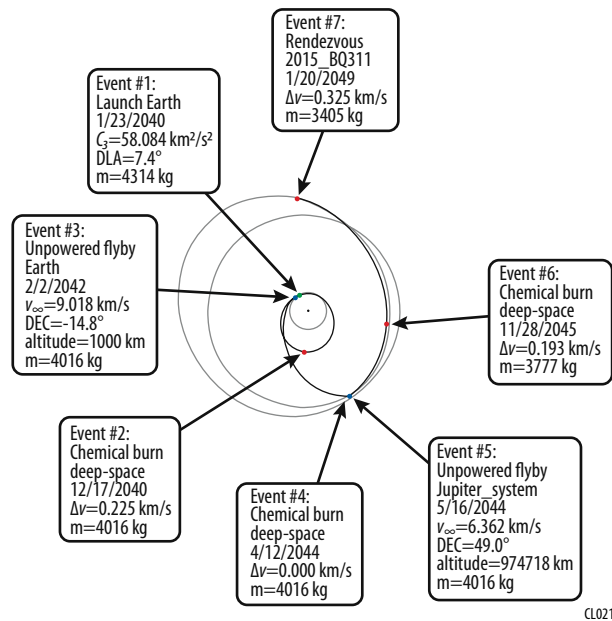 Event #7:
Rendezvous
2015_BQ311
1/20/2049
Δv=0.325 km/s
m=3405 kg
Event #1:
Launch Earth
1/23/2040
C₃=58.084 km²/s²
DLA=7.4°
m=4314 kg
Event #3:
Unpowered flyby
Earth
2/2/2042
v∞=9.018 km/s
DEC=-14.8°
altitude=1000 km
m=4016 kg
Event #6:
Chemical burn
deep-space
11/28/2045
Δv=0.193 km/s
m=3777 kg
Event #2:
Chemical burn
deep-space
12/17/2040
Δv=0.225 km/s
m=4016 kg
Event #4:
Chemical burn
deep-space
4/12/2044
Δv=0.000 km/s
m=4016 kg
Event #5:
Unpowered flyby
Jupiter_system
5/16/2044
v∞=6.362 km/s
DEC=49.0°
altitude=974718 km
m=4016 kg
CL021